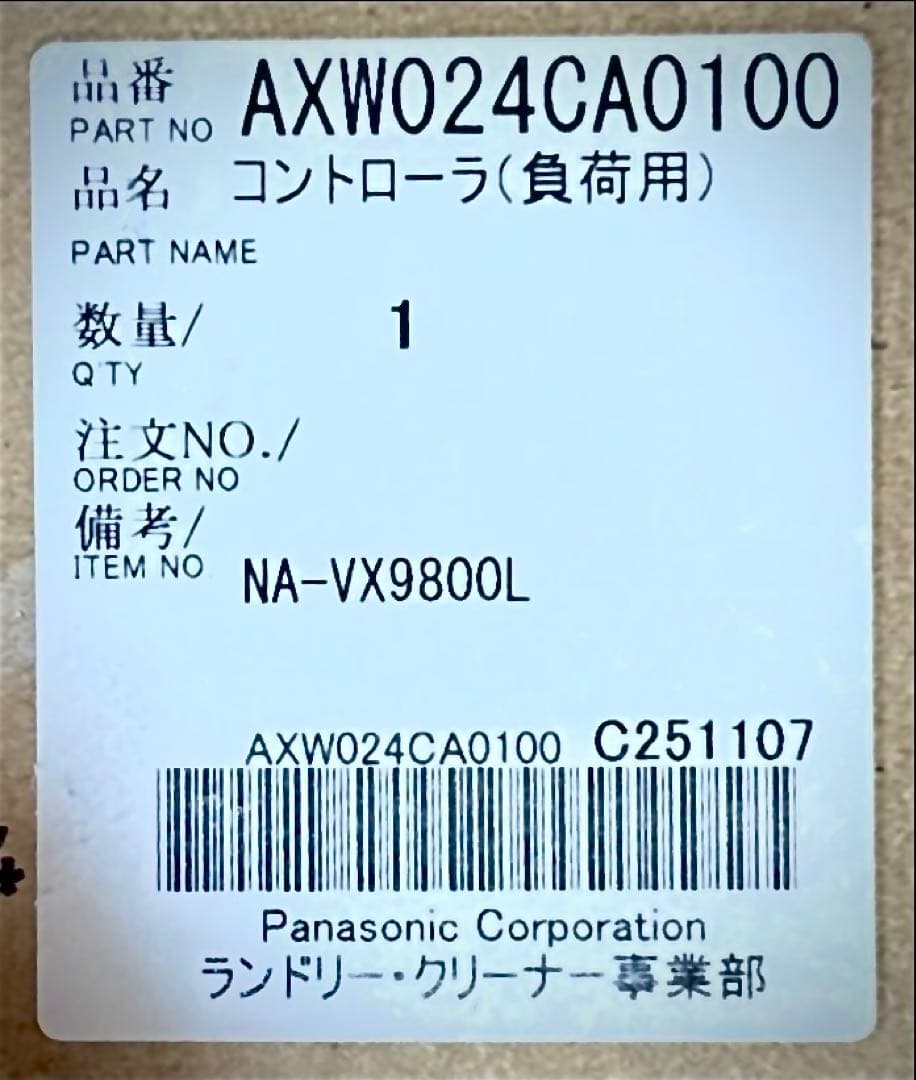 品番 AXW024CA0100
PART NO
品名 コントローラ(負荷用)
PART NAME
数量/ 1
Q'TY
注文NO./
ORDER NO
備考/
ITEM NO NA-VX9800L
AXW024CA0100 C251107
Panasonic Corporation
ランドリー・クリーナー事業部